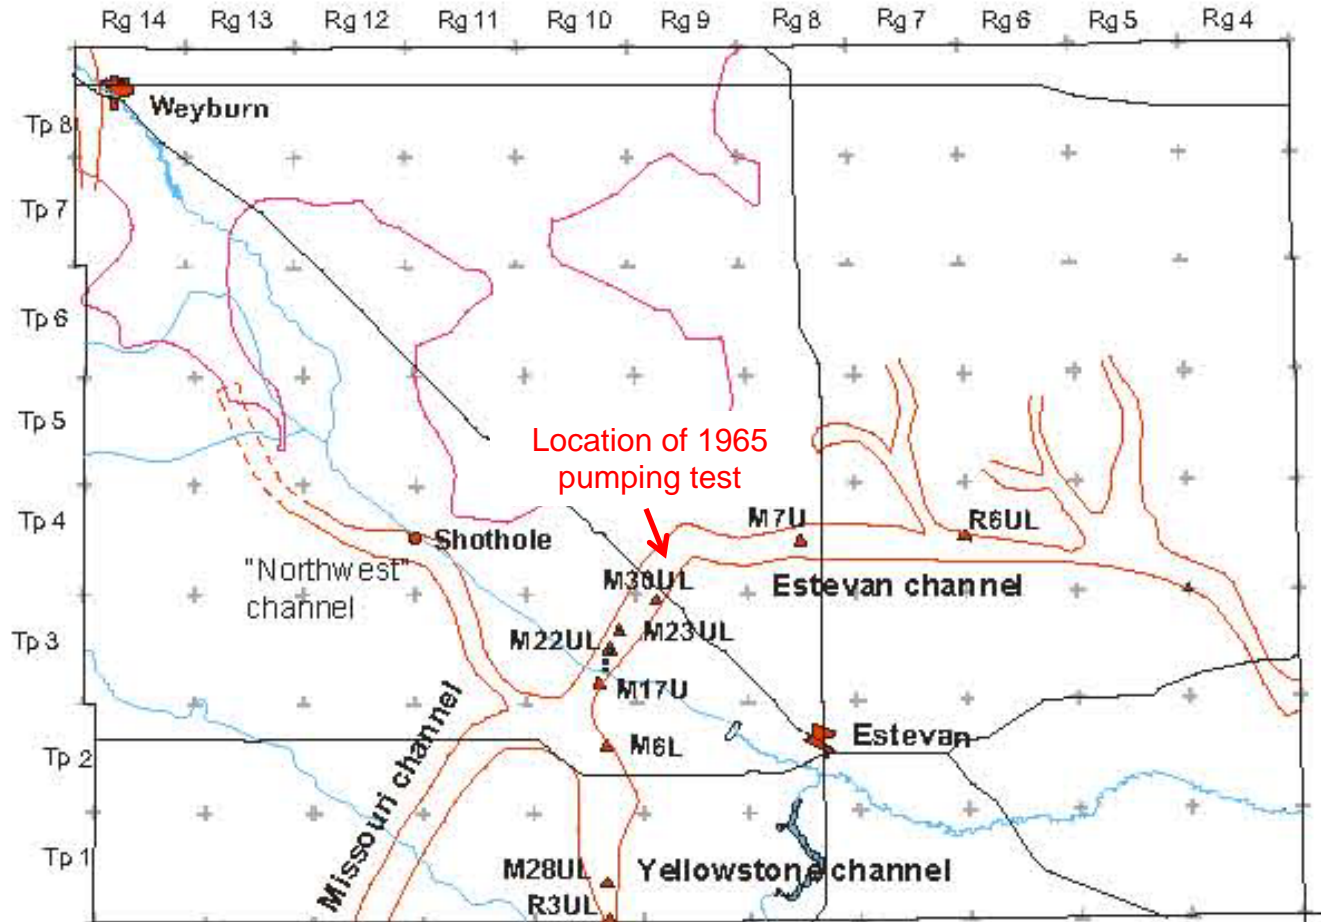 Rg 14 Rg 13 Rg 12 Rg 11 Rg 10 Rg 9 Rg 8 Rg 7 Rg 6 Rg 5 Rg 4
Weyburn
Tp 8
Tp 7
Tp 6
Tp 5
Location of 1965
pumping test
Tp 4
M7U
R6UL
Shothole
"Northwest"
channel
M30UL
Estevan channel
Tp 3
M22UL
M23UL
M17U
Missouri channel
Estevan
Tp 2
M6L
Tp 1
M28UL
Yellowstone channel
R3UL